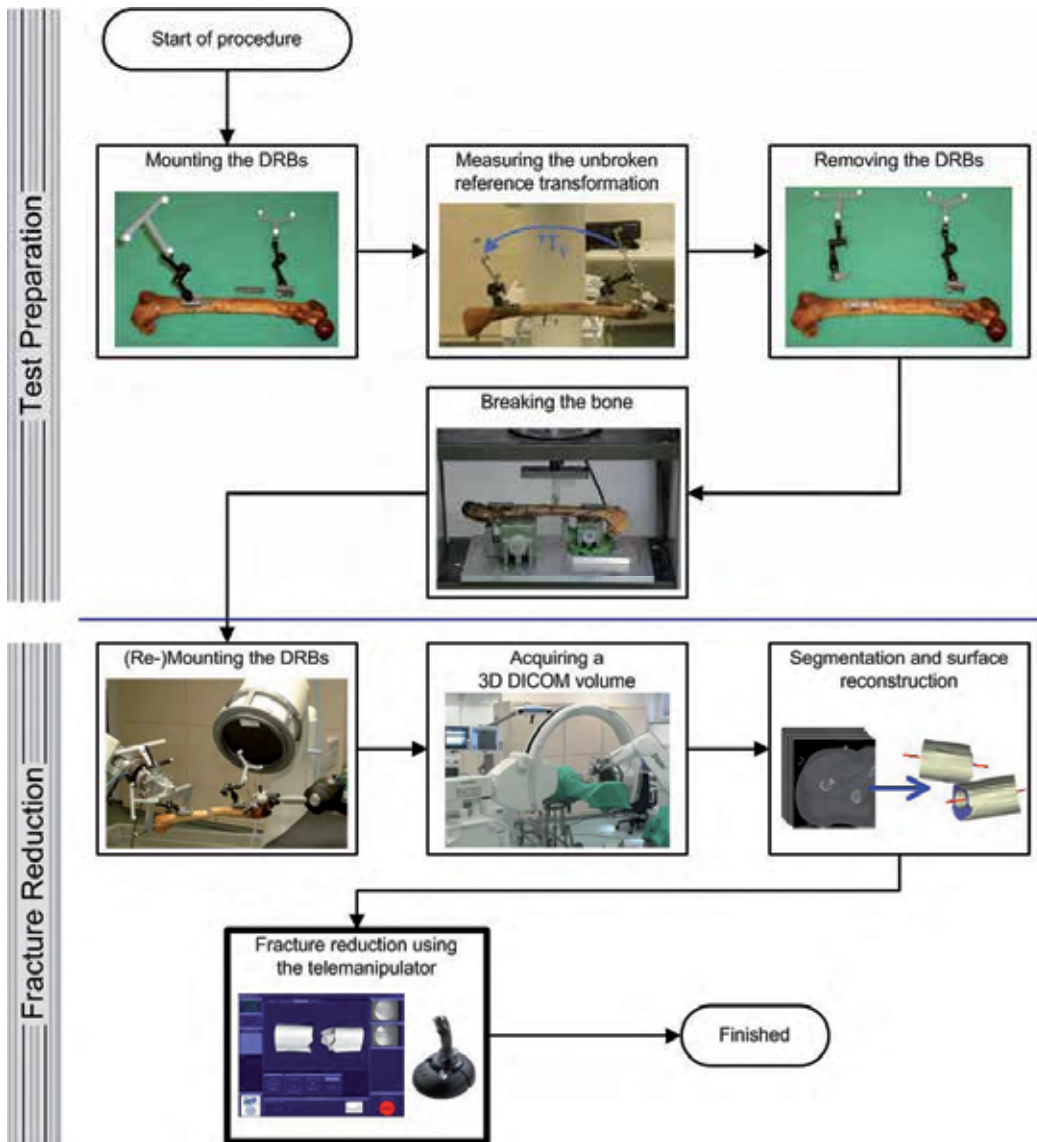 Test Preparation
Start of procedure
Mounting the DRBs
Measuring the unbroken
reference transformation
Removing the DRBs
Breaking the bone
Fracture Reduction
(Re-)Mounting the DRBs
Acquiring a
3D DICOM volume
Segmentation and surface
reconstruction
Fracture reduction using
the telemanipulator
Finished